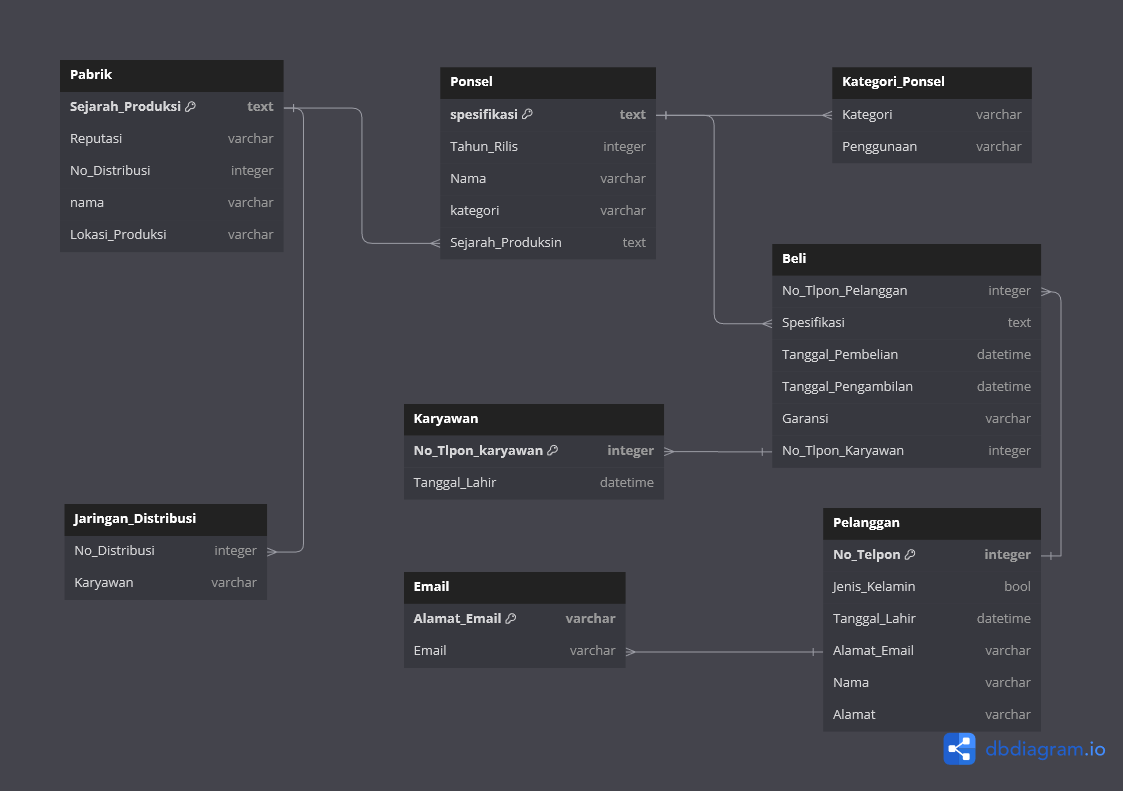 Pabrik
Sejarah_Produksi text
Reputasi varchar
No_Distribusi integer
nama varchar
Lokasi_Produksi varchar
Ponsel
spesifikasi text
Tahun_Rilis integer
Nama varchar
kategori varchar
Sejarah_Produksin text
Kategori_Ponsel
Kategori varchar
Penggunaan varchar
Beli
No_Tlpon_Pelanggan integer
Spesifikasi text
Tanggal_Pembelian datetime
Tanggal_Pengambilan datetime
Garansi varchar
No_Tlpon_Karyawan integer
Karyawan
No_Tlpon_karyawan integer
Tanggal_Lahir datetime
Jaringan_Distribusi
No_Distribusi integer
Karyawan varchar
Email
Alamat_Email varchar
Email varchar
Pelanggan
No_Telpon integer
Jenis_Kelamin bool
Tanggal_Lahir datetime
Alamat_Email varchar
Nama varchar
Alamat varchar
dbdiagram.io